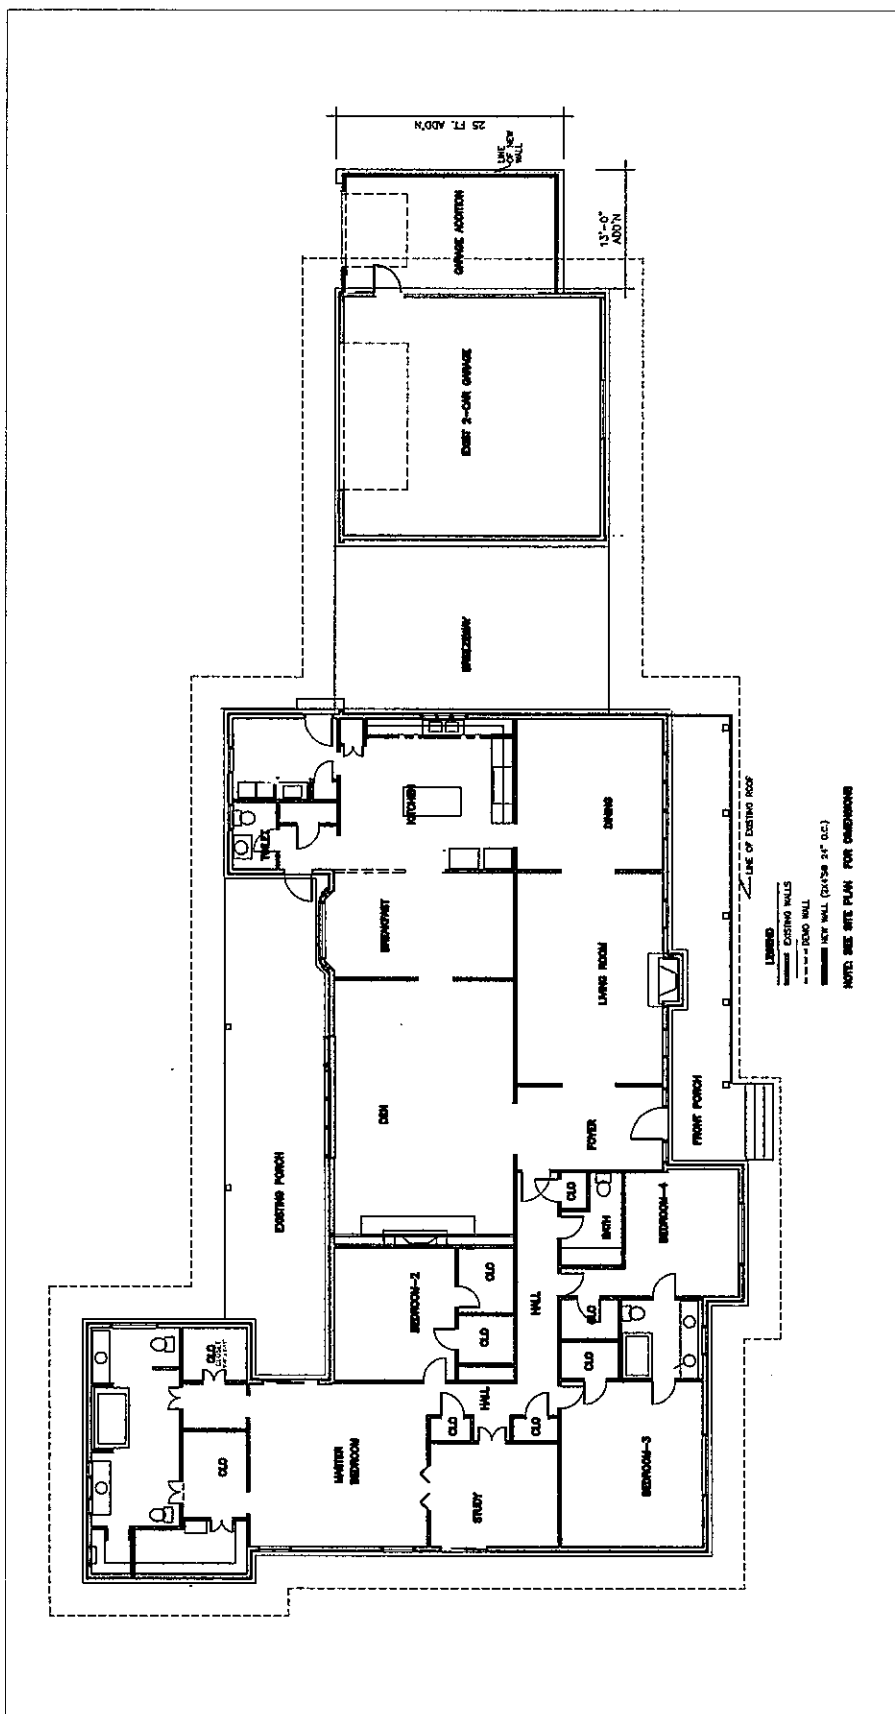 25 FT. ADD'N
LINE
OF NEW
WALL
GARAGE ADDITION
13'-0"
ADD'N
EXIST 2-CAR GARAGE
BREEZEWAY
KITCHEN
DINING
TOILET
BREAKFAST
LIVING ROOM
LINE OF EXISTING ROOF
DEN
FOYER
FRONT PORCH
EXISTING PORCH
CLO
BATH
BEDROOM-4
BEDROOM-2
CLO
CLO
HALL
CLO
CLO
CLO
CLOSET
HALL
CLO
CLO
MASTER
BEDROOM
STUDY
BEDROOM-3
CLO
LEGEND
EXISTING WALLS
DEMO WALL
NEW WALL (2X4'S@ 24" O.C.)
NOTE: SEE SITE PLAN FOR DIMENSIONS